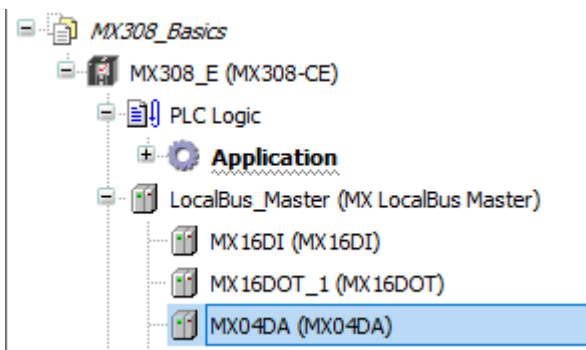 MX308_Basics
MX308_E (MX308-CE)
PLC Logic
Application
LocalBus_Master (MX LocalBus Master)
MX16DI (MX16DI)
MX16DOT_1 (MX16DOT)
MX04DA (MX04DA)